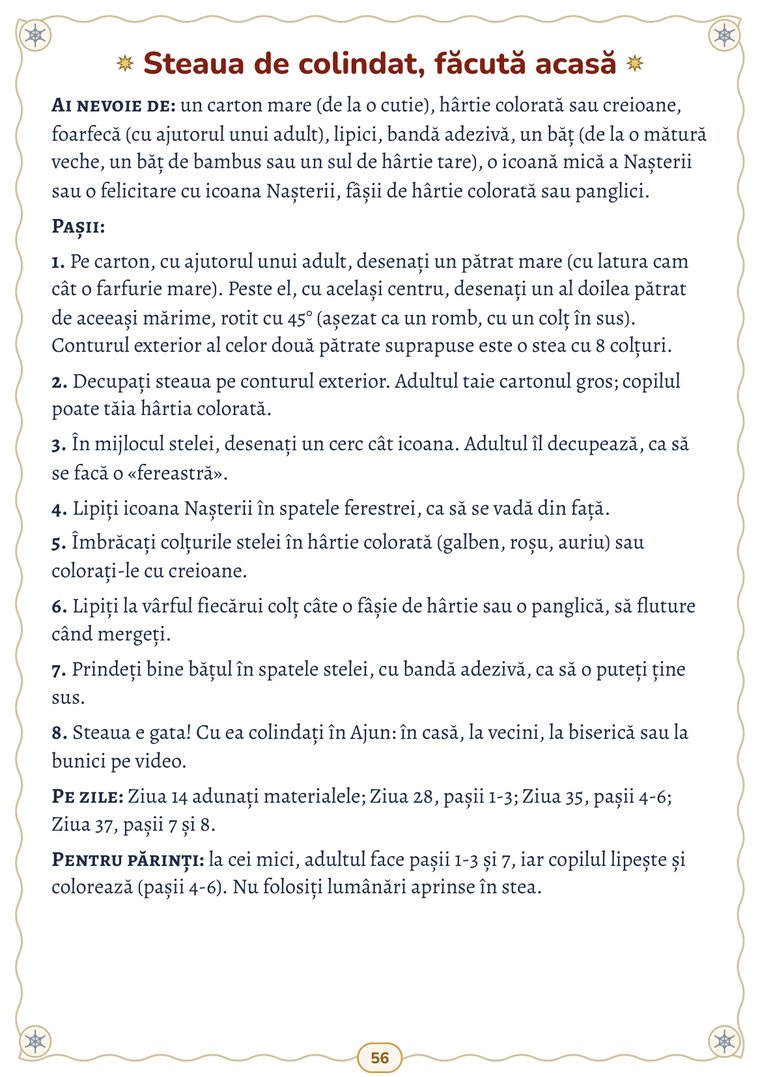 Steaua de colindat, făcută acasă
Ai nevoie de: un carton mare (de la o cutie), hârtie colorată sau creioane,
foarfecă (cu ajutorul unui adult), lipici, bandă adezivă, un băț (de la o mătură
veche, un băț de bambus sau un sul de hârtie tare), o icoană mică a Nașterii
sau o felicitare cu icoana Nașterii, fâșii de hârtie colorată sau panglici.
Pașii:
1. Pe carton, cu ajutorul unui adult, desenați un pătrat mare (cu latura cam
cât o farfurie mare). Peste el, cu același centru, desenați un al doilea pătrat
de aceeași mărime, rotit cu 45° (așezat ca un romb, cu un colț în sus).
Conturul exterior al celor două pătrate suprapuse este o stea cu 8 colțuri.
2. Decupați steaua pe conturul exterior. Adultul taie cartonul gros; copilul
poate tăia hârtia colorată.
3. În mijlocul stelei, desenați un cerc cât icoana. Adultul îl decupează, ca să
se facă o «fereastră».
4. Lipiți icoana Nașterii în spatele ferestrei, ca să se vadă din față.
5. Îmbrăcați colțurile stelei în hârtie colorată (galben, roșu, auriu) sau
colorați-le cu creioane.
6. Lipiți la vârful fiecărui colț câte o fâșie de hârtie sau o panglică, să fluture
când mergeți.
7. Prindeți bine bățul în spatele stelei, cu bandă adezivă, ca să o puteți ține
sus.
8. Steaua e gata! Cu ea colindați în Ajun: în casă, la vecini, la biserică sau la
bunici pe video.
Pe zile: Ziua 14 adunați materialele; Ziua 28, pașii 1-3; Ziua 35, pașii 4-6;
Ziua 37, pașii 7 și 8.
Pentru părinți: la cei mici, adultul face pașii 1-3 și 7, iar copilul lipește și
colorează (pașii 4-6). Nu folosiți lumânări aprinse în stea.
56